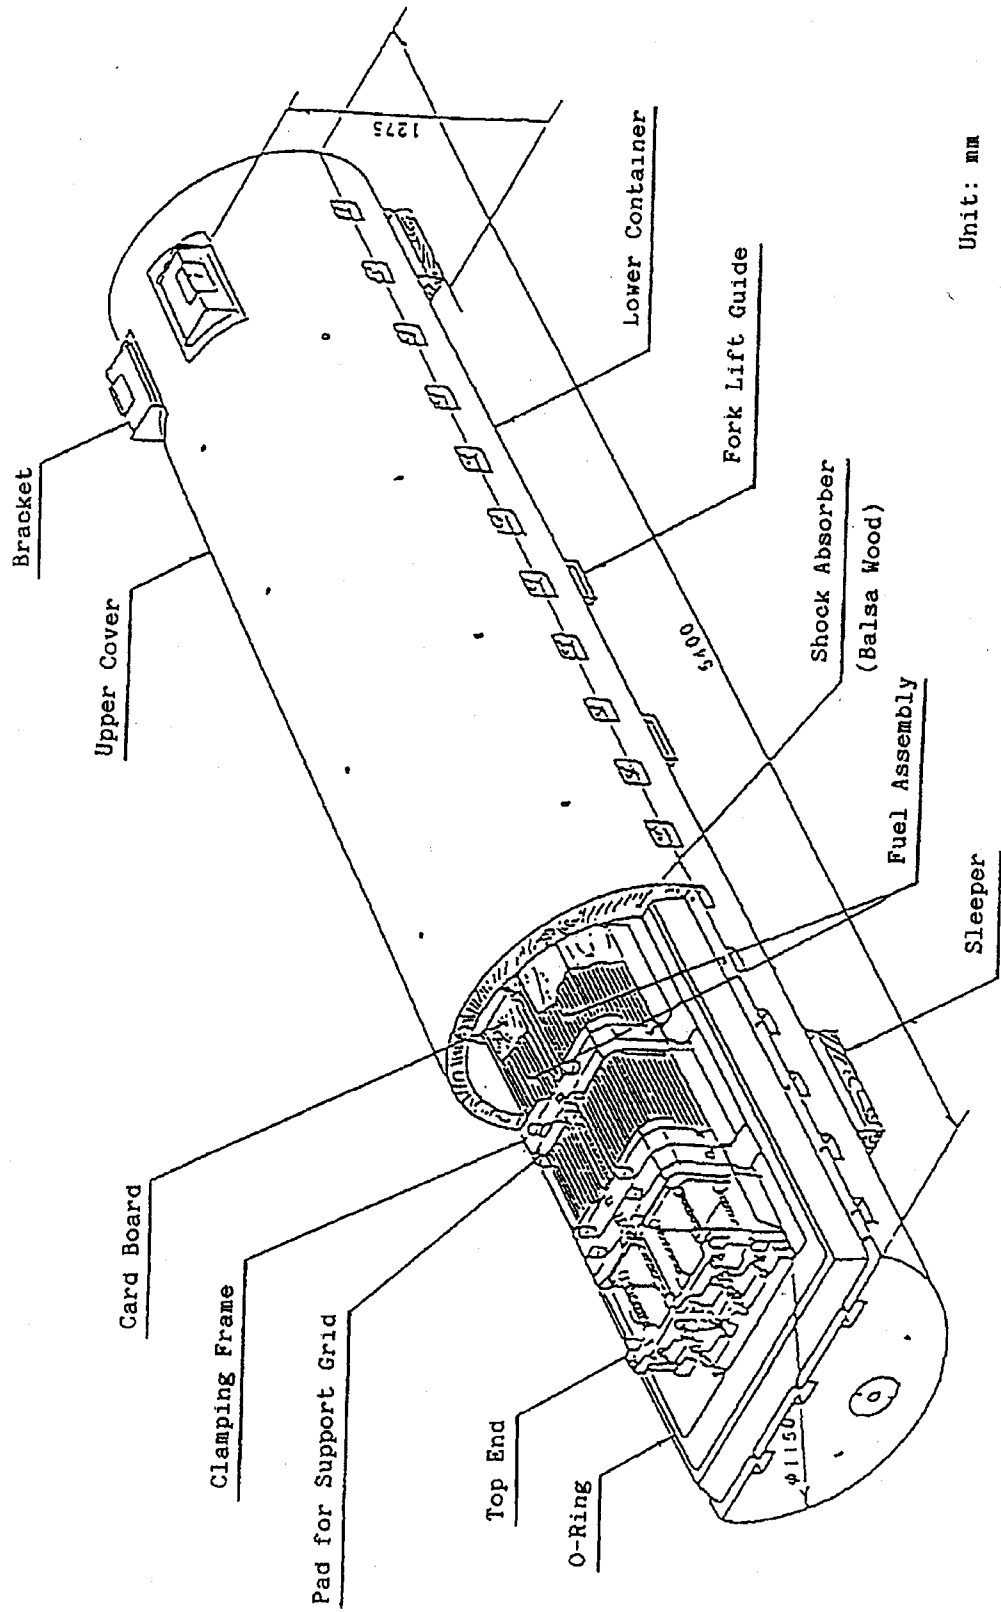 Bracket
Upper Cover
Card Board
Clamping Frame
Pad for Support Grid
Top End
O-Ring
1275
Lower Container
Fork Lift Guide
5400
Shock Absorber
(Balsa Wood)
Fuel Assembly
Sleeper
φ1150
Unit: mm